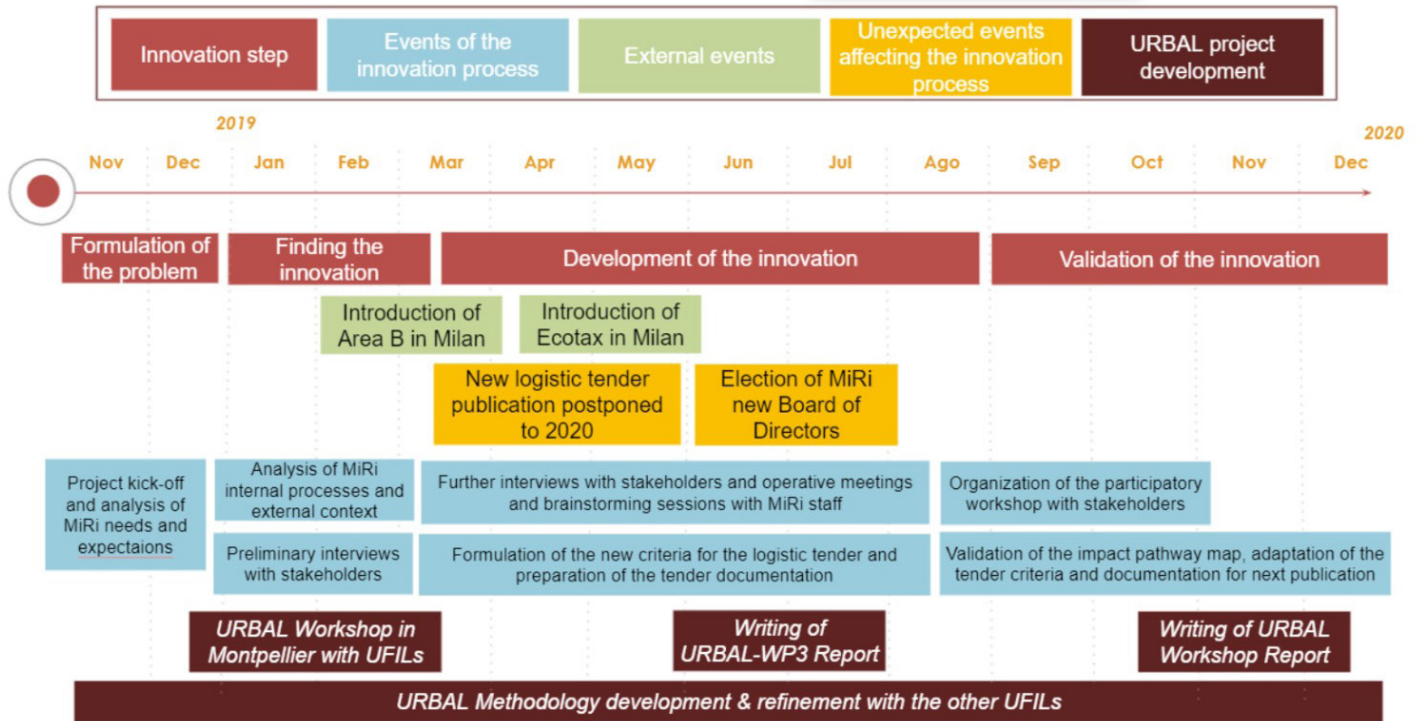 Innovation step
Events of the
innovation process
External events
Unexpected events
affecting the innovation
process
URBAL project
development
2019
2020
Nov Dec Jan Feb Mar Apr May Jun Jul Ago Sep Oct Nov Dec
Formulation of
the problem
Finding the
innovation
Development of the innovation
Validation of the innovation
Introduction of
Area B in Milan
Introduction of
Ecotax in Milan
New logistic tender
publication postponed
to 2020
Election of MiRi
new Board of
Directors
Project kick-off
and analysis of
MiRi needs and
expectaions
Analysis of MiRi
internal processes and
external context
Further interviews with stakeholders and operative meetings
and brainstorming sessions with MiRi staff
Organization of the participatory
workshop with stakeholders
Preliminary interviews
with stakeholders
Formulation of the new criteria for the logistic tender and
preparation of the tender documentation
Validation of the impact pathway map, adaptation of the
tender criteria and documentation for next publication
URBAL Workshop in
Montpellier with UFILs
Writing of
URBAL-WP3 Report
Writing of URBAL
Workshop Report
URBAL Methodology development & refinement with the other UFILs